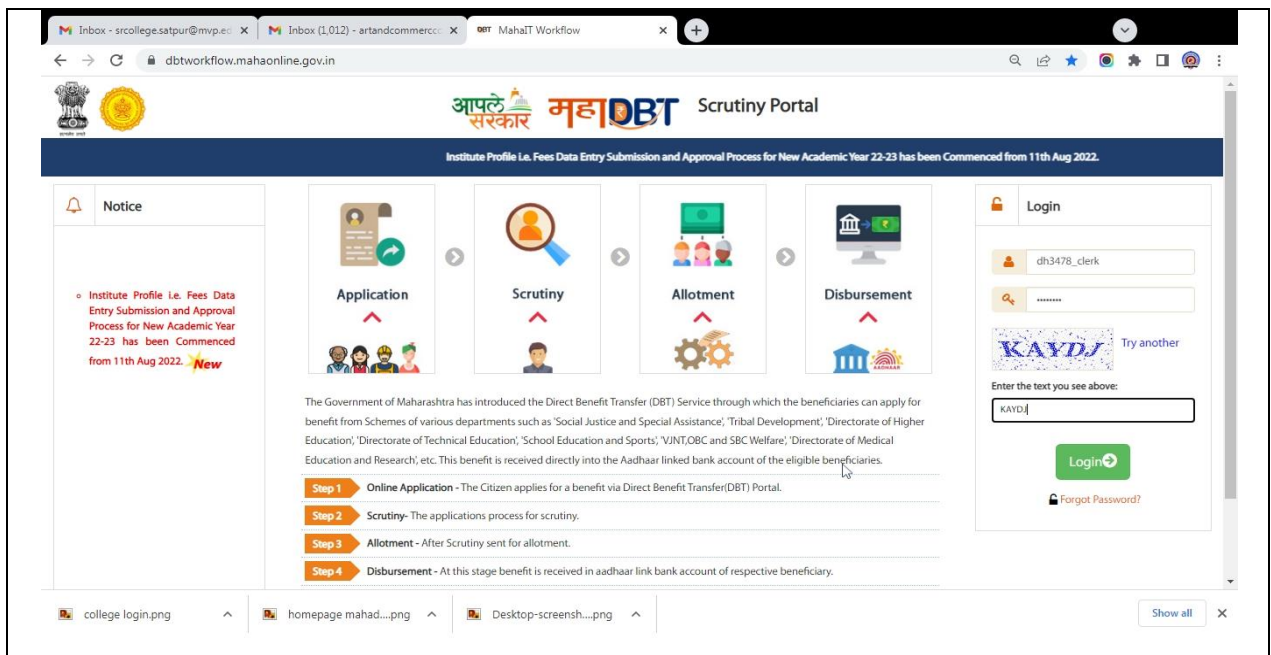 Inbox - srcollege.satpur@mvp.ed
Inbox (1,012) - artandcommercc
DBT MahaIT Workflow
dbtworkflow.mahaonline.gov.in
आपले सरकार महाDBT Scrutiny Portal
Institute Profile i.e. Fees Data Entry Submission and Approval Process for New Academic Year 22-23 has been Commenced from 11th Aug 2022.
Notice
Institute Profile i.e. Fees Data
Entry Submission and Approval
Process for New Academic Year
22-23 has been Commenced
from 11th Aug 2022. New
Application
Scrutiny
Allotment
Disbursement
AADHAAR
The Government of Maharashtra has introduced the Direct Benefit Transfer (DBT) Service through which the beneficiaries can apply for
benefit from Schemes of various departments such as 'Social Justice and Special Assistance', 'Tribal Development', 'Directorate of Higher
Education', 'Directorate of Technical Education', 'School Education and Sports', 'VJNT,OBC and SBC Welfare', 'Directorate of Medical
Education and Research', etc. This benefit is received directly into the Aadhaar linked bank account of the eligible beneficiaries.
Step 1 Online Application - The Citizen applies for a benefit via Direct Benefit Transfer(DBT) Portal.
Step 2 Scrutiny- The applications process for scrutiny.
Step 3 Allotment - After Scrutiny sent for allotment.
Step 4 Disbursement - At this stage benefit is received in aadhaar link bank account of respective beneficiary.
Login
dh3478_clerk
........
KAYDJ Try another
Enter the text you see above:
KAYDJ
Login
Forgot Password?
college login.png
homepage mahad....png
Desktop-screensh....png
Show all